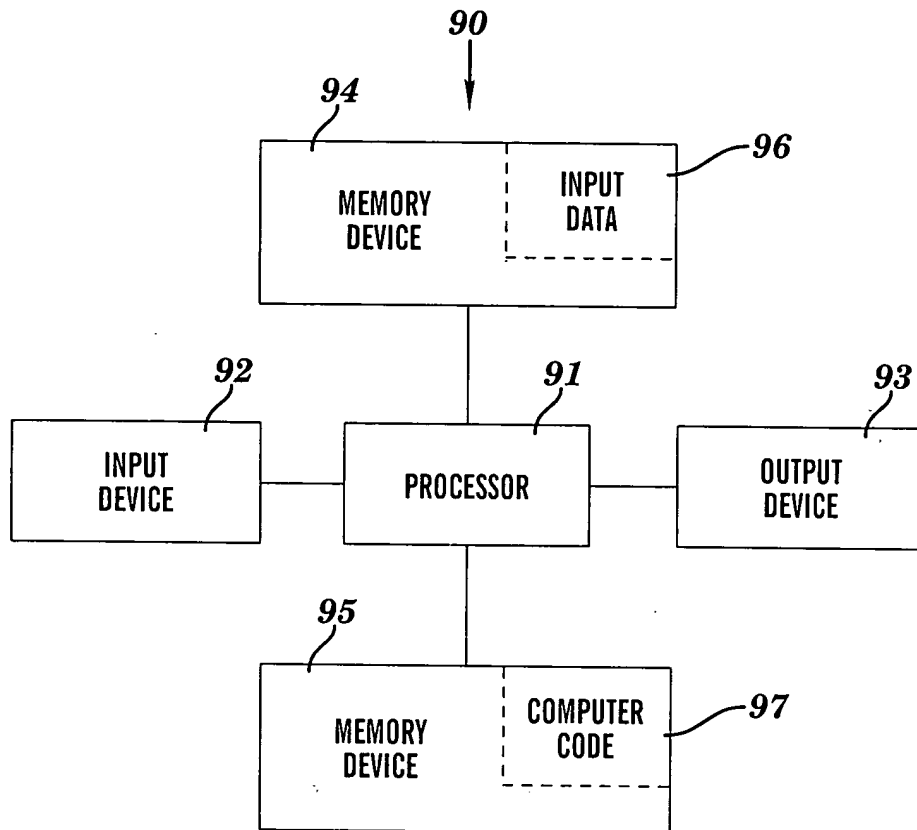 90
94
96
MEMORY
DEVICE
INPUT
DATA
92
91
93
INPUT
DEVICE
PROCESSOR
OUTPUT
DEVICE
95
97
MEMORY
DEVICE
COMPUTER
CODE